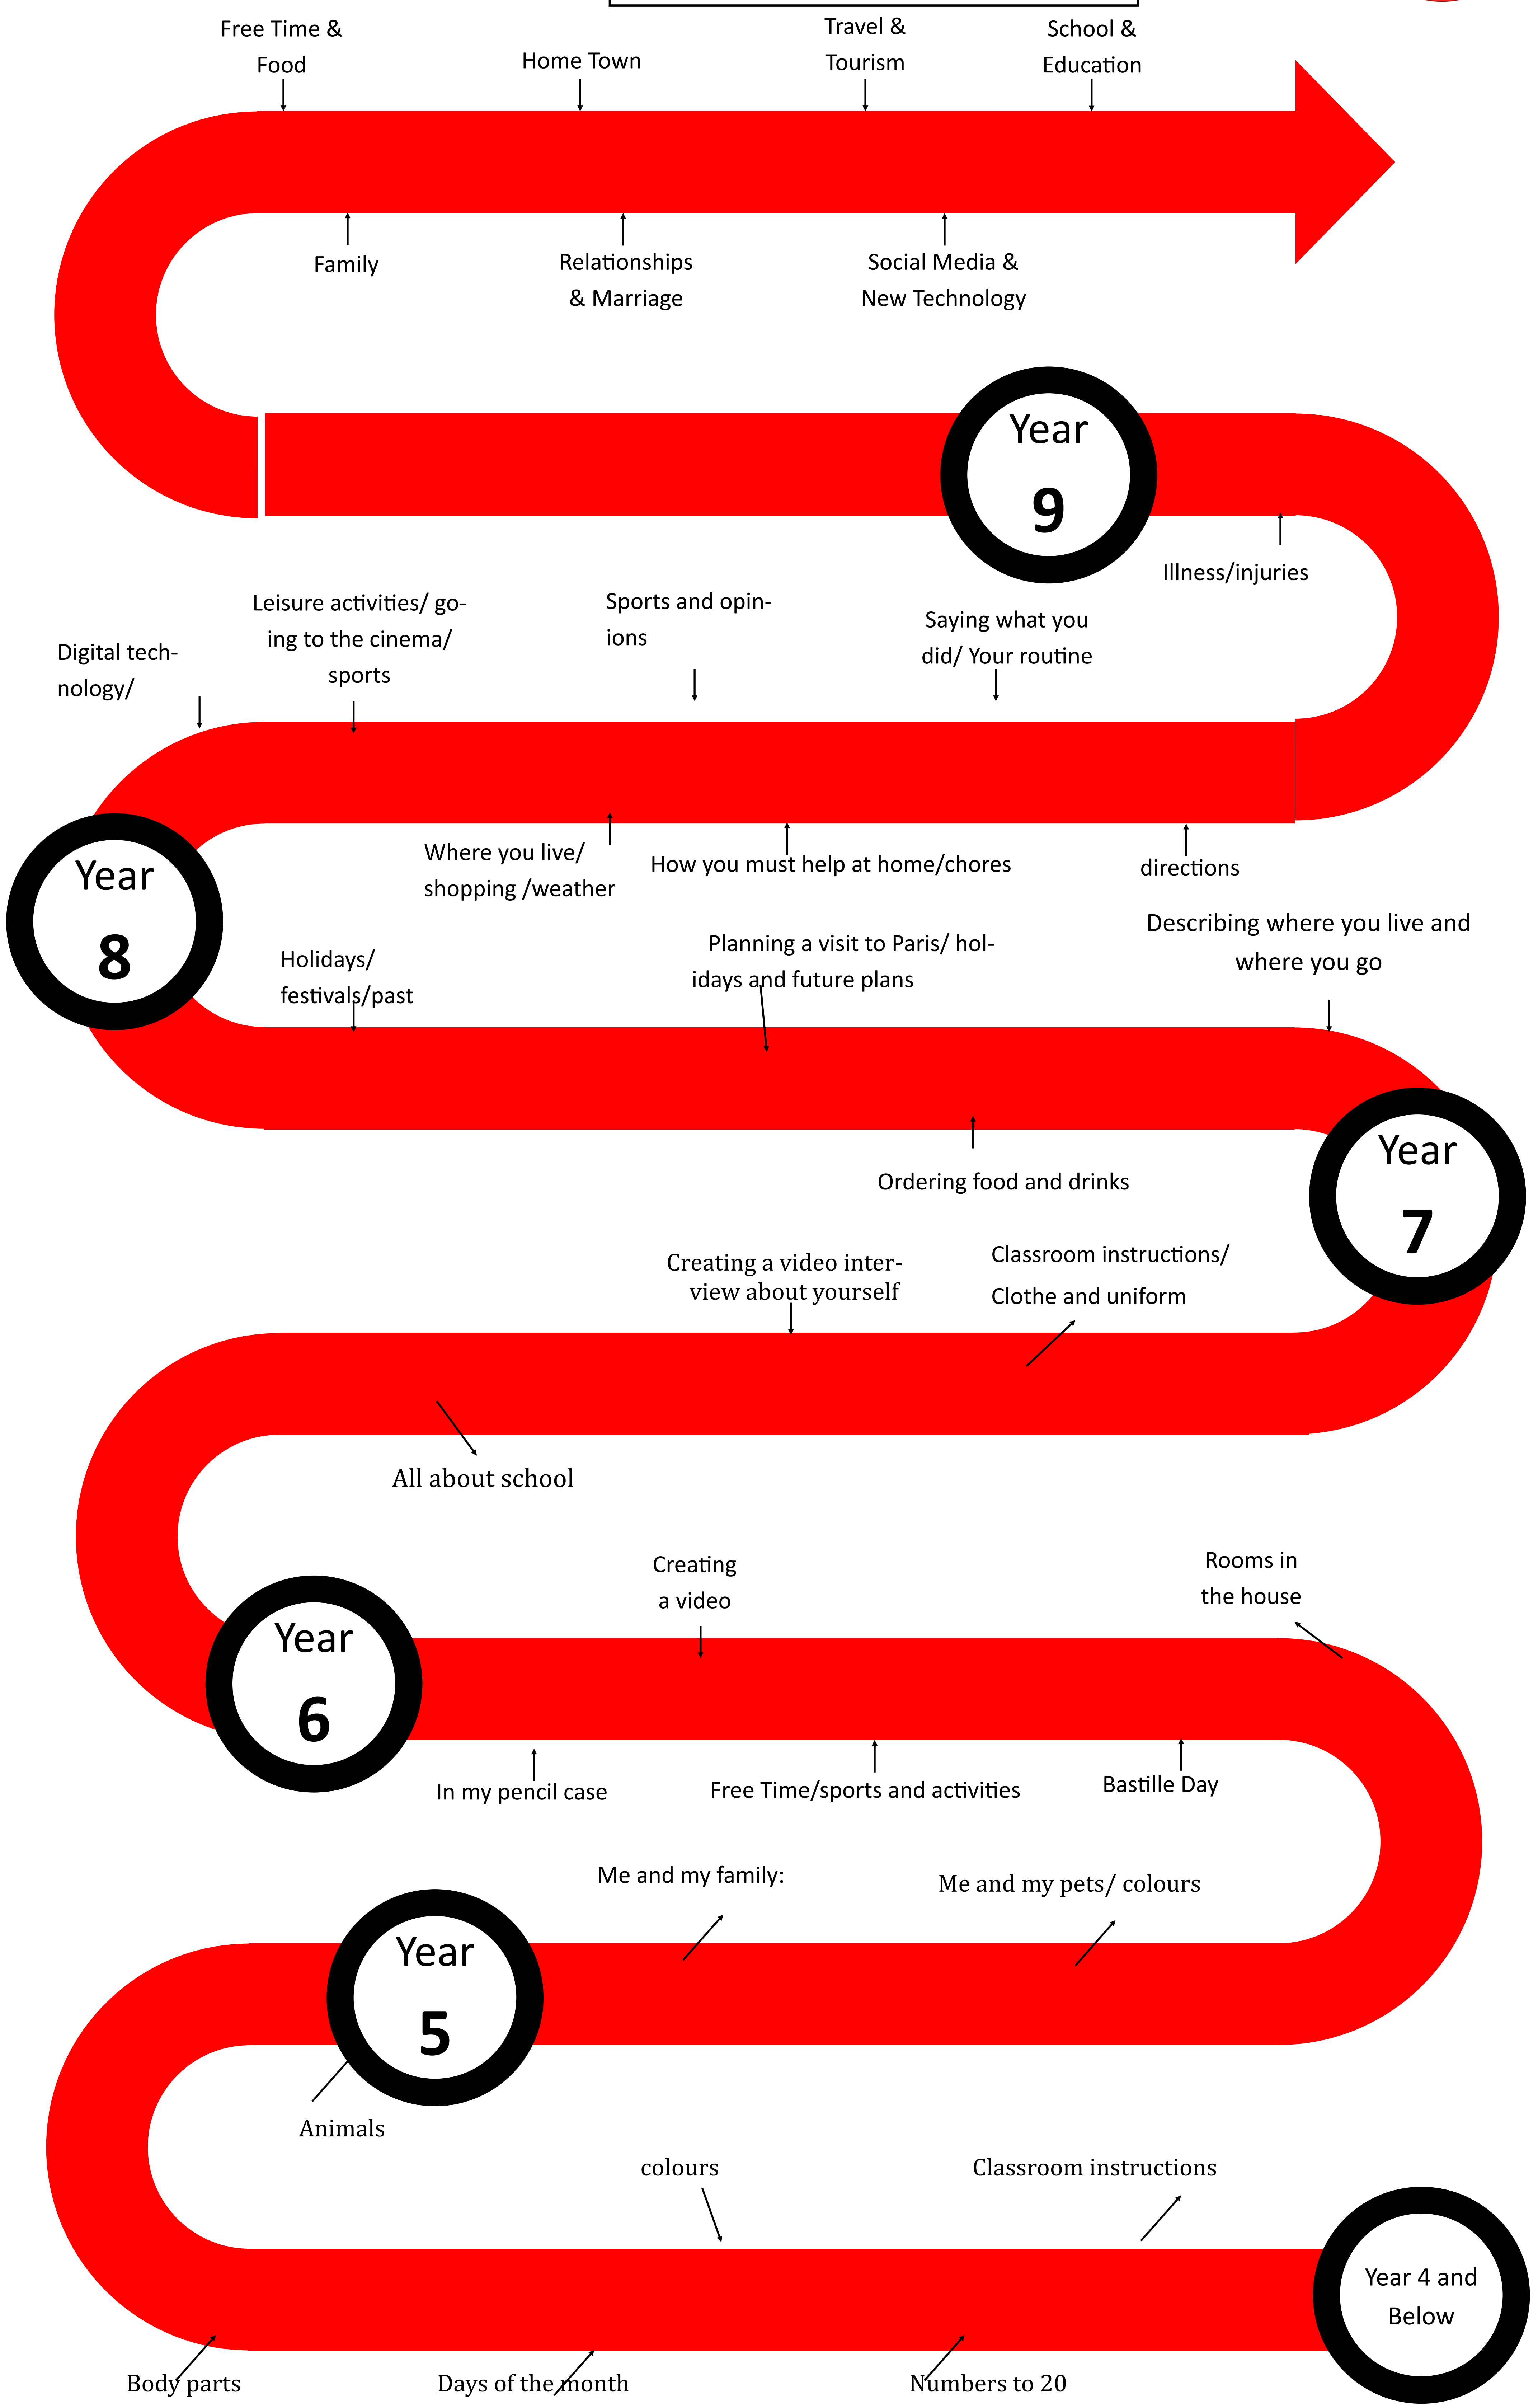 Free Time &
Food
Home Town
Travel &
Tourism
School &
Education
Family
Relationships
& Marriage
Social Media &
New Technology
Year
9
Illness/injuries
Digital tech-
nology/
Leisure activities/ go-
ing to the cinema/
sports
Sports and opin-
ions
Saying what you
did/ Your routine
Year
8
Where you live/
shopping /weather
How you must help at home/chores
directions
Holidays/
festivals/past
Planning a visit to Paris/ hol-
idays and future plans
Describing where you live and
where you go
Year
7
Ordering food and drinks
Creating a video inter-
view about yourself
Classroom instructions/
Clothe and uniform
All about school
Year
6
Creating
a video
Rooms in
the house
In my pencil case
Free Time/sports and activities
Bastille Day
Year
5
Me and my family:
Me and my pets/ colours
Animals
colours
Classroom instructions
Year 4 and
Below
Body parts
Days of the month
Numbers to 20